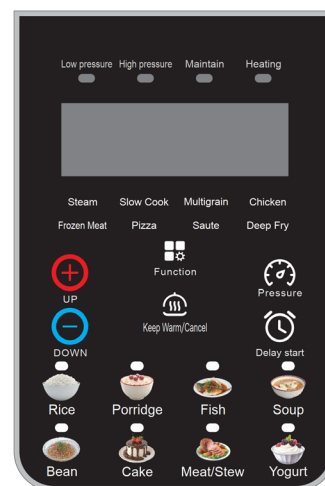 Low pressure High pressure Maintain Heating
Steam Slow Cook Multigrain Chicken
Frozen Meat Pizza Saute Deep Fry
Function
UP
Pressure
Keep Warm/Cancel
DOWN
Delay start
Rice Porridge Fish Soup
Bean Cake Meat/Stew Yogurt